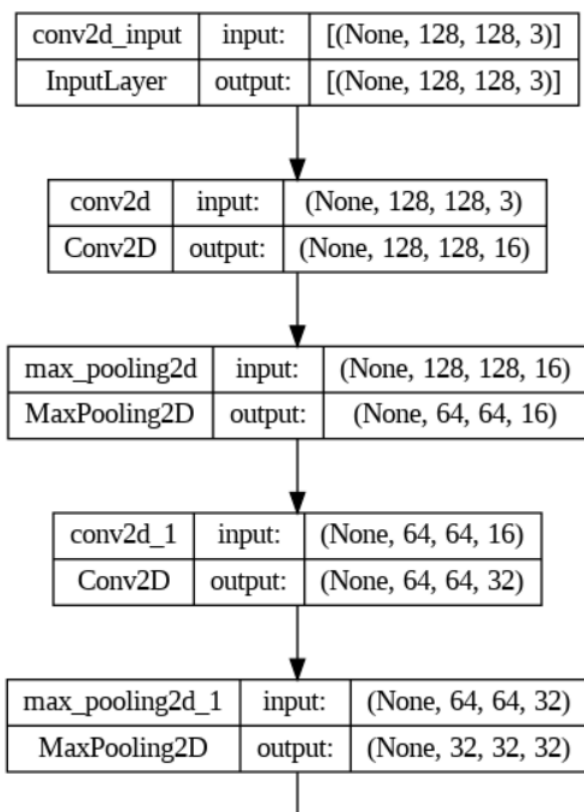 conv2d_input input: [(None, 128, 128, 3)]
InputLayer output: [(None, 128, 128, 3)]
conv2d input: (None, 128, 128, 3)
Conv2D output: (None, 128, 128, 16)
max_pooling2d input: (None, 128, 128, 16)
MaxPooling2D output: (None, 64, 64, 16)
conv2d_1 input: (None, 64, 64, 16)
Conv2D output: (None, 64, 64, 32)
max_pooling2d_1 input: (None, 64, 64, 32)
MaxPooling2D output: (None, 32, 32, 32)